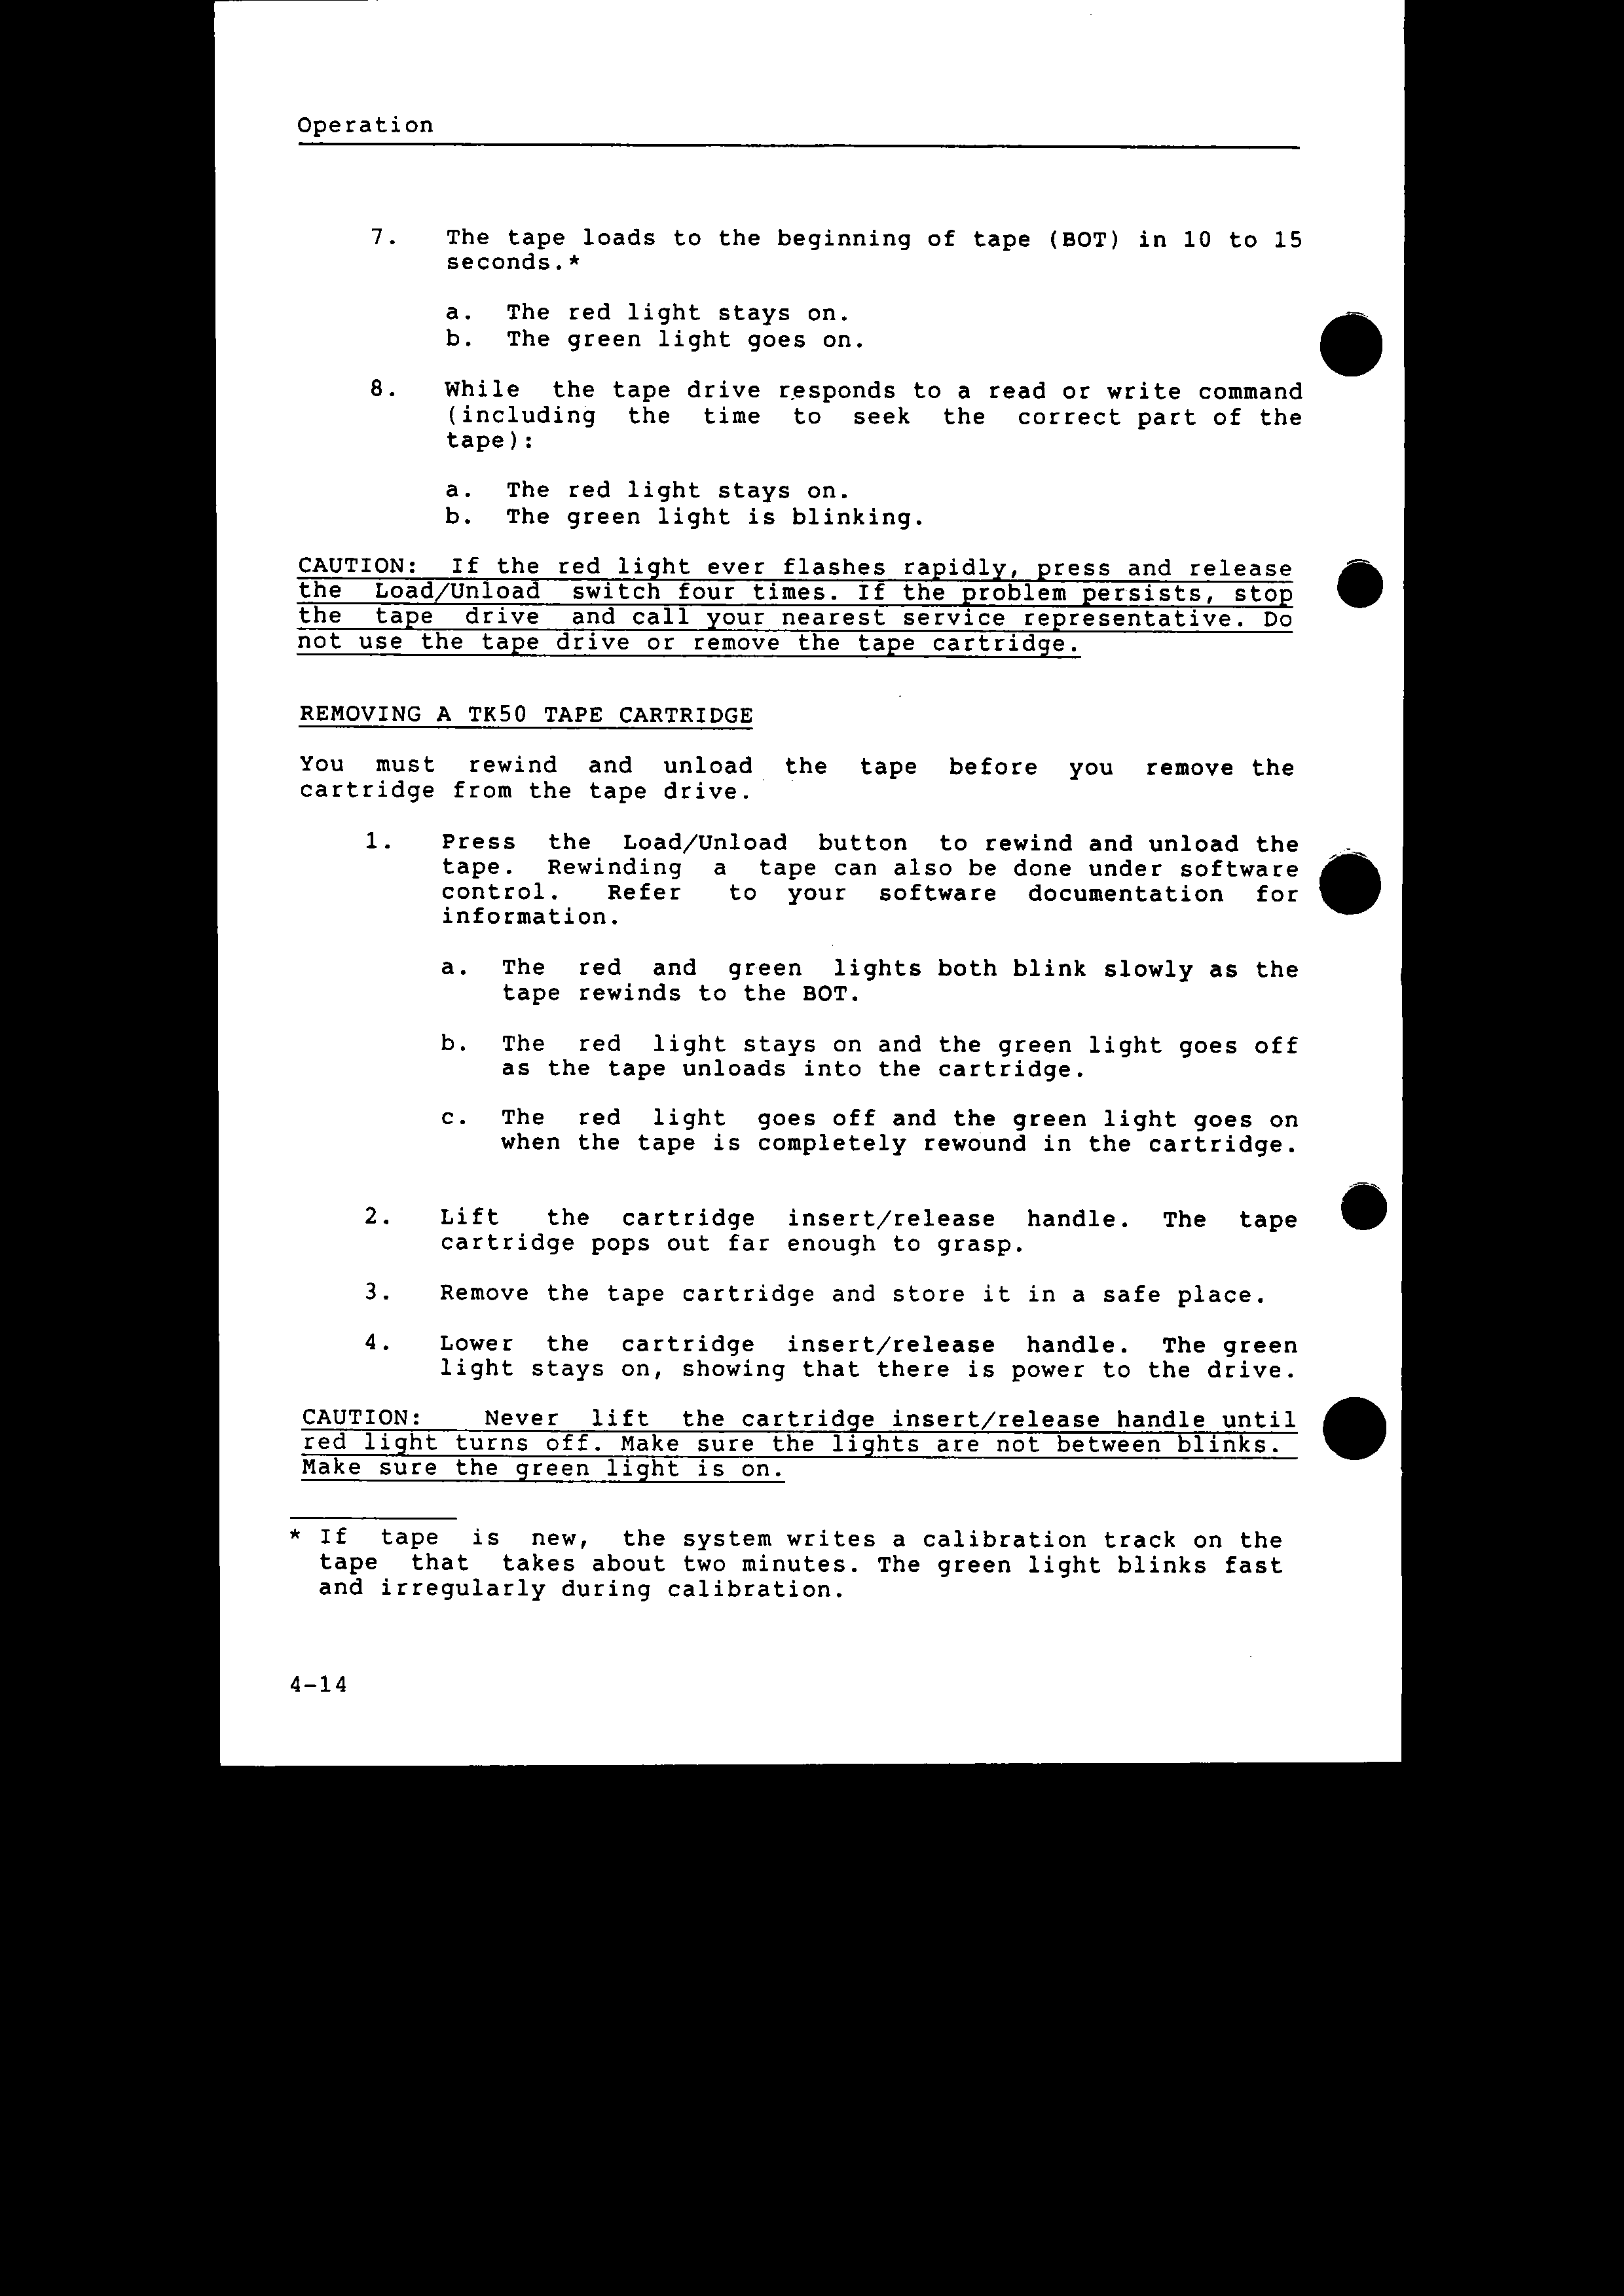 Operation
7. The tape loads to the beginning of tape (BOT) in 10 to 15
seconds.*
a. The red light stays on.
b. The green light goes on.
8. While the tape drive responds to a read or write command
(including the time to seek the correct part of the
tape):
a. The red light stays on.
b. The green light is blinking.
CAUTION: If the red light ever flashes rapidly, press and release
the Load/Unload switch four times. If the problem persists, stop
the tape drive and call your nearest service representative. Do
not use the tape drive or remove the tape cartridge.
REMOVING A TK50 TAPE CARTRIDGE
You must rewind and unload the tape before you remove the
cartridge from the tape drive.
1. Press the Load/Unload button to rewind and unload the
tape. Rewinding a tape can also be done under software
control. Refer to your software documentation for
information.
a. The red and green lights both blink slowly as the
tape rewinds to the BOT.
b. The red light stays on and the green light goes off
as the tape unloads into the cartridge.
c. The red light goes off and the green light goes on
when the tape is completely rewound in the cartridge.
2. Lift the cartridge insert/release handle. The tape
cartridge pops out far enough to grasp.
3. Remove the tape cartridge and store it in a safe place.
4. Lower the cartridge insert/release handle. The green
light stays on, showing that there is power to the drive.
CAUTION: Never lift the cartridge insert/release handle until
red light turns off. Make sure the lights are not between blinks.
Make sure the green light is on.
* If tape is new, the system writes a calibration track on the
tape that takes about two minutes. The green light blinks fast
and irregularly during calibration.
4-14